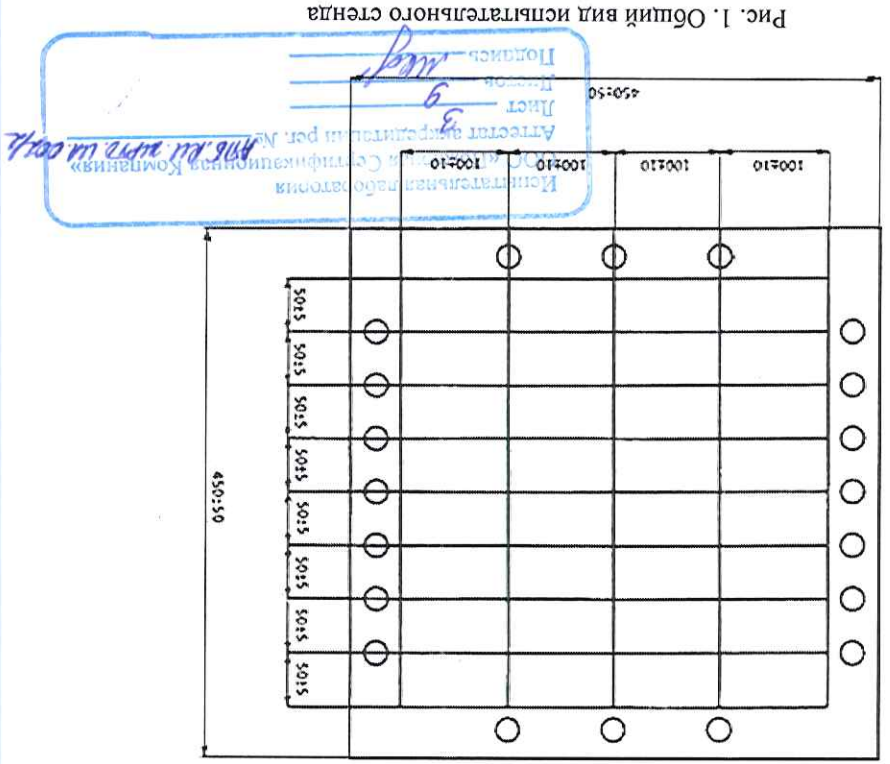 450±50
50±5
50±5
50±5
50±5
50±5
50±5
50±5
50±5
100±10
100±10
100±10
100±10
450±50
Испытательная лаборатория
Сертификационная Компания»
Аттестат аккредитации рег. №
Лист 3
Листов 9
Подпись
Рис. 1. Общий вид испытательного стенда